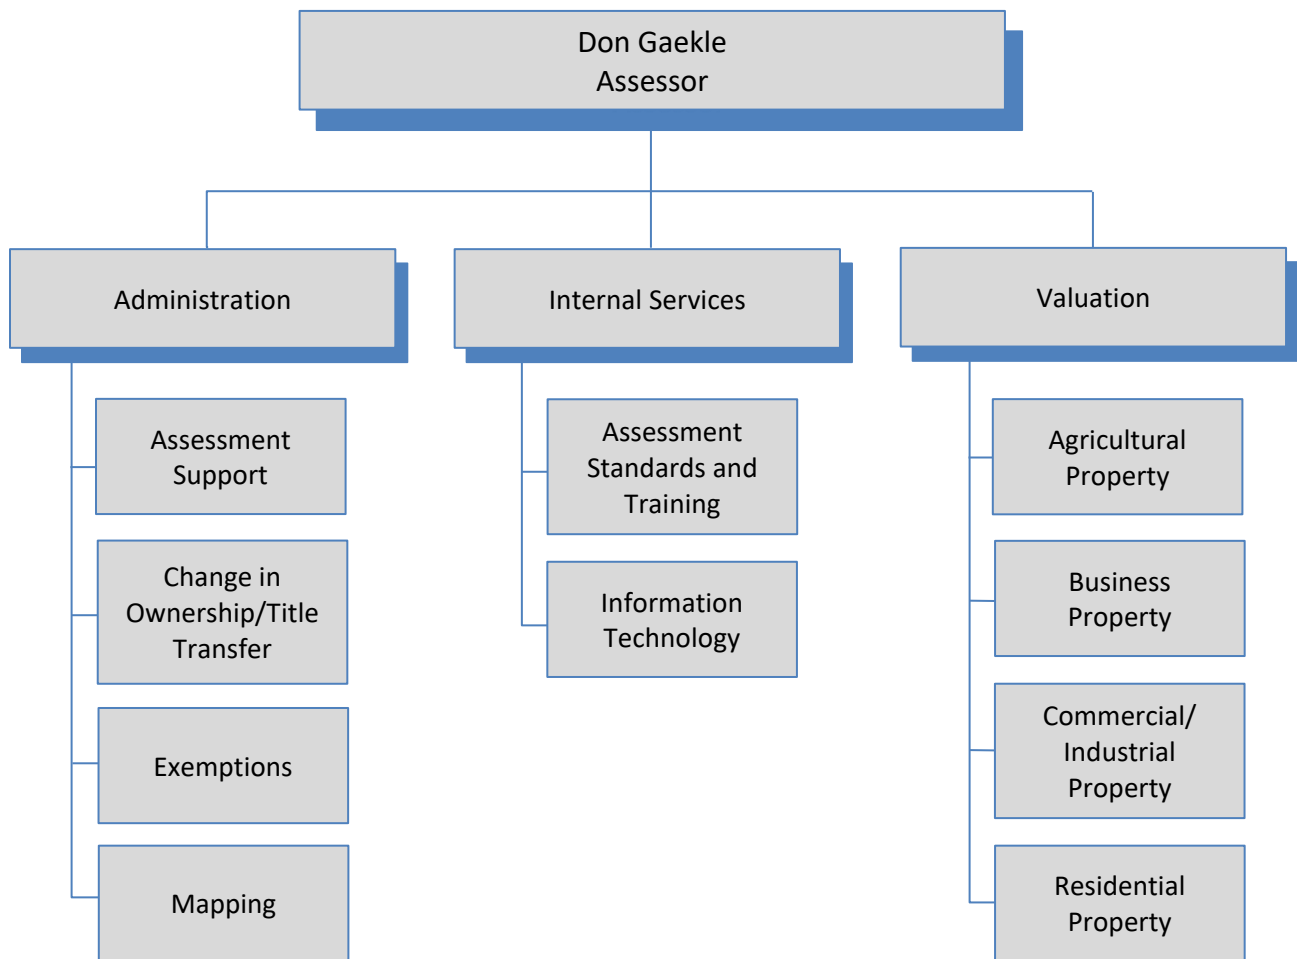 Don Gaekle
Assessor
Administration
Assessment
Support
Change in
Ownership/Title
Transfer
Exemptions
Mapping
Internal Services
Assessment
Standards and
Training
Information
Technology
Valuation
Agricultural
Property
Business
Property
Commercial/
Industrial
Property
Residential
Property